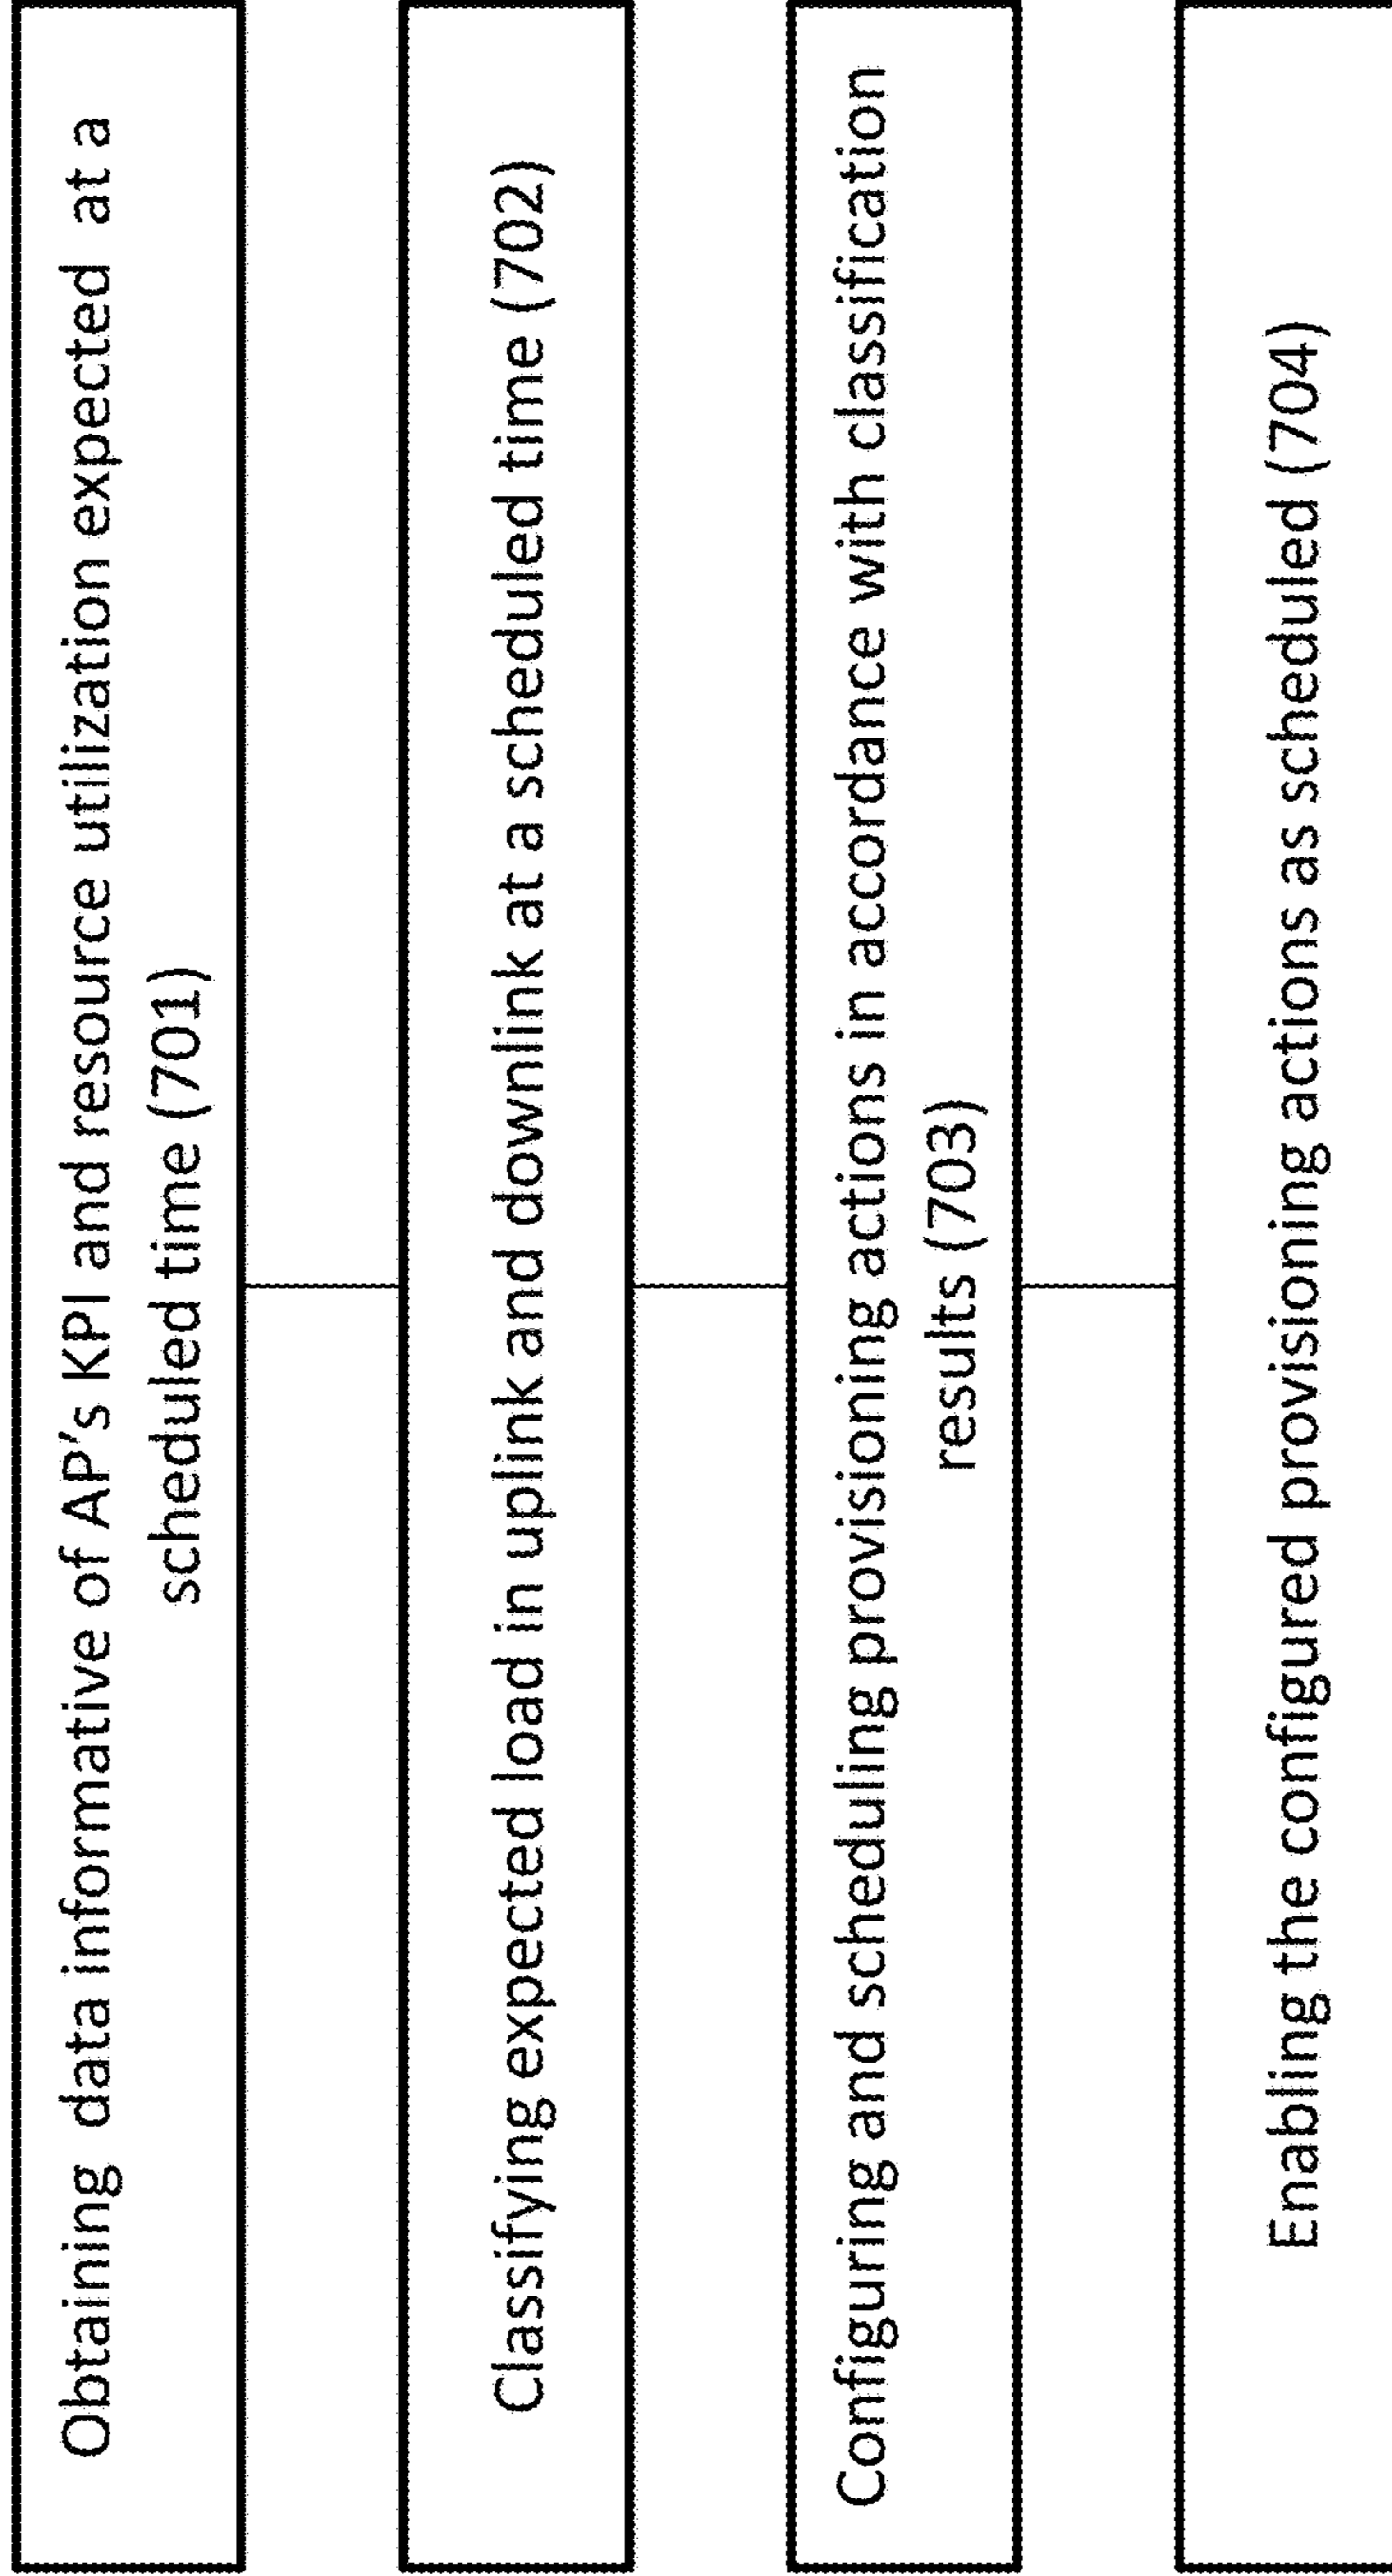 Obtaining data informative of AP's KPI and resource utilization expected at a
scheduled time (701)
Classifying expected load in uplink and downlink at a scheduled time (702)
Configuring and scheduling provisioning actions in accordance with classification
results (703)
Enabling the configured provisioning actions as scheduled (704)